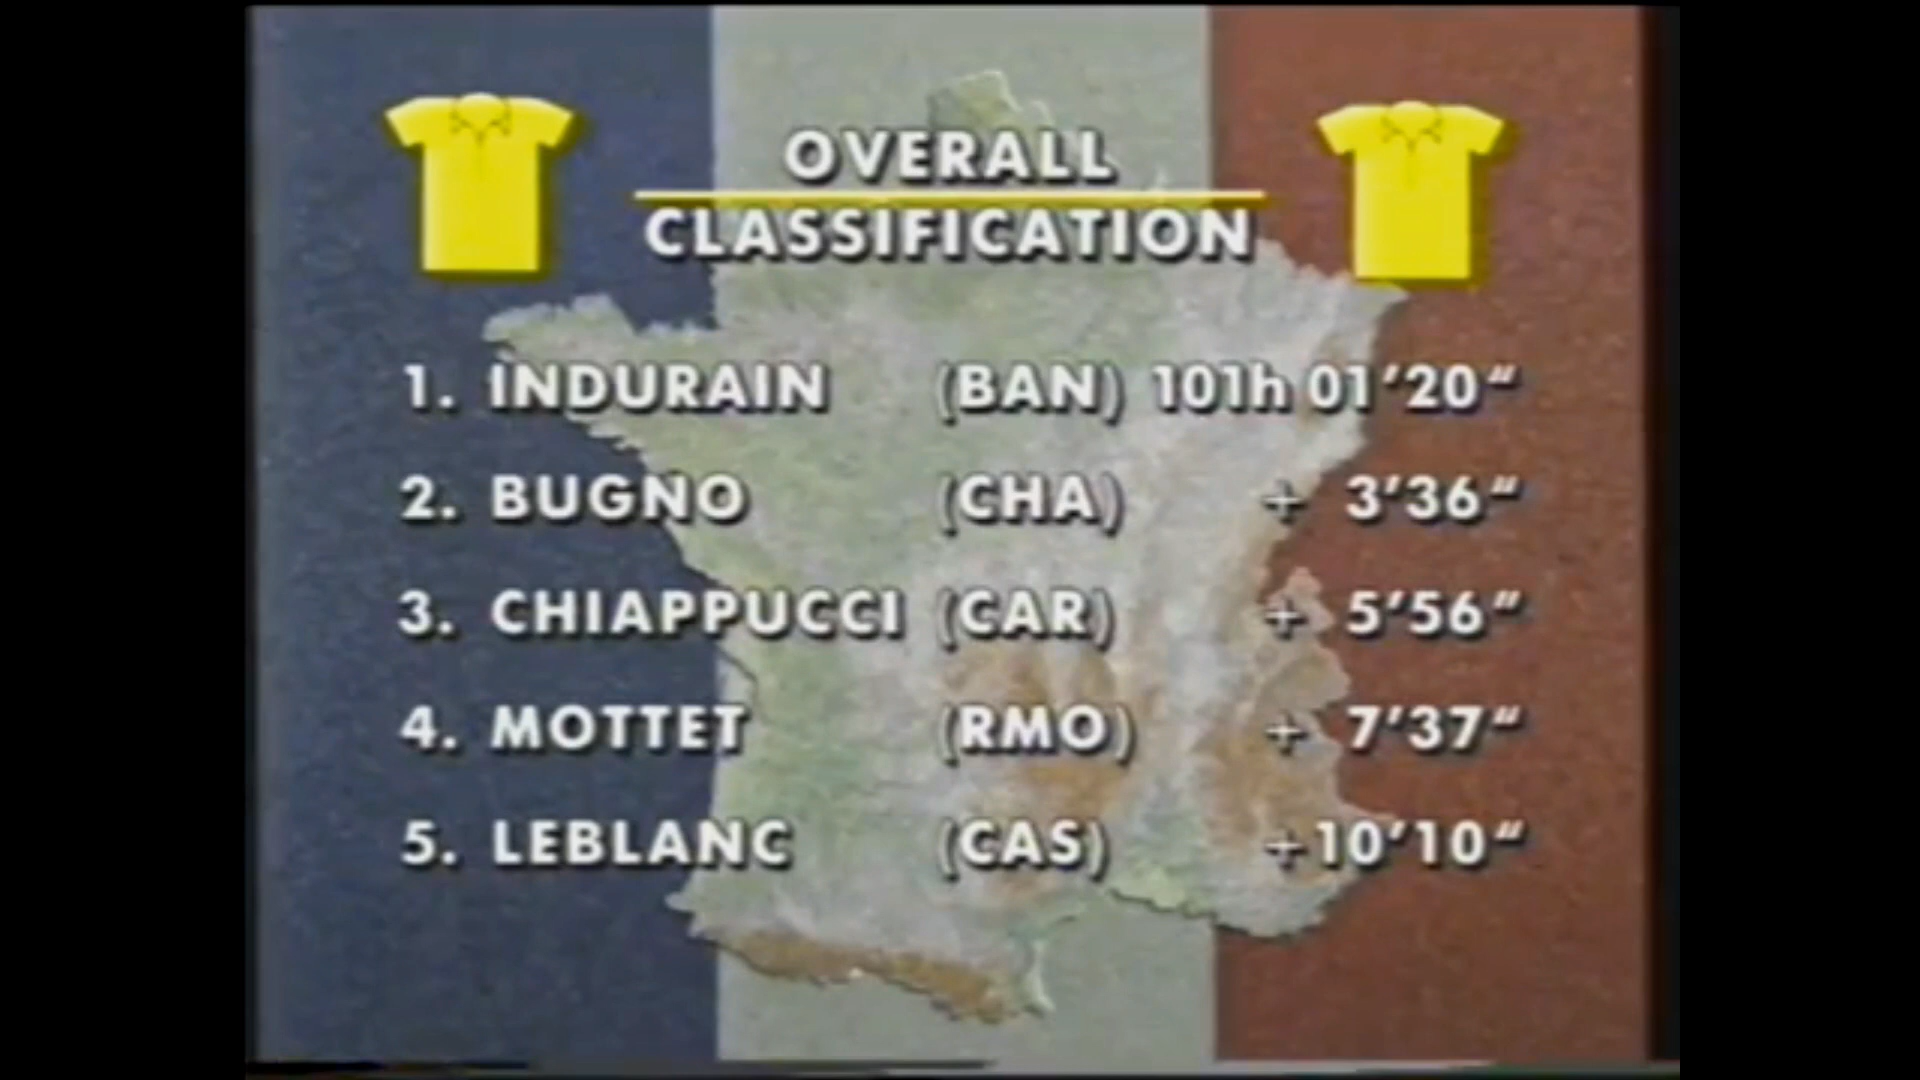 OVERALL
CLASSIFICATION
1. INDURAIN (BAN) 101h 01'20"
2. BUGNO (CHA) + 3'36"
3. CHIAPPUCCI (CAR) + 5'56"
4. MOTTET (RMO) + 7'37"
5. LEBLANC (CAS) +10'10"